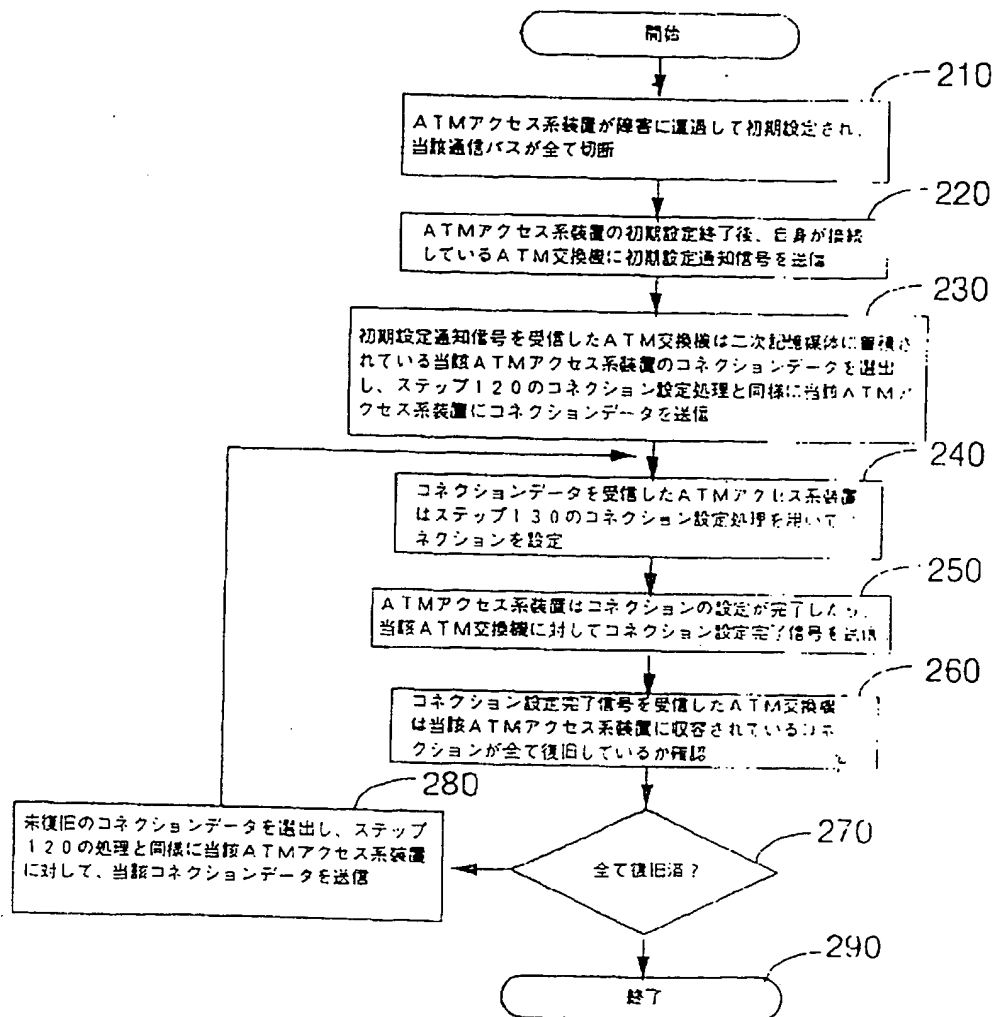 開始
210
ATMアクセス系装置が障害に遭遇して初期設定され、
当該通信パスが全て切断
220
ATMアクセス系装置の初期設定終了後、自身が接続
しているATM交換機に初期設定通知信号を送信
230
初期設定通知信号を受信したATM交換機は二次記憶媒体に蓄積さ
れている当該ATMアクセス系装置のコネクションデータを選出
し、ステップ120のコネクション設定処理と同様に当該ATMア
クセス系装置にコネクションデータを送信
240
コネクションデータを受信したATMアクセス系装置
はステップ130のコネクション設定処理を用いてコ
ネクションを設定
250
ATMアクセス系装置はコネクションの設定が完了したら、
当該ATM交換機に対してコネクション設定完了信号を送信
260
コネクション設定完了信号を受信したATM交換機
は当該ATMアクセス系装置に収容されているコネ
クションが全て復旧しているか確認
280
未復旧のコネクションデータを選出し、ステップ
120の処理と同様に当該ATMアクセス系装置
に対して、当該コネクションデータを送信
270
全て復旧済?
290
終了